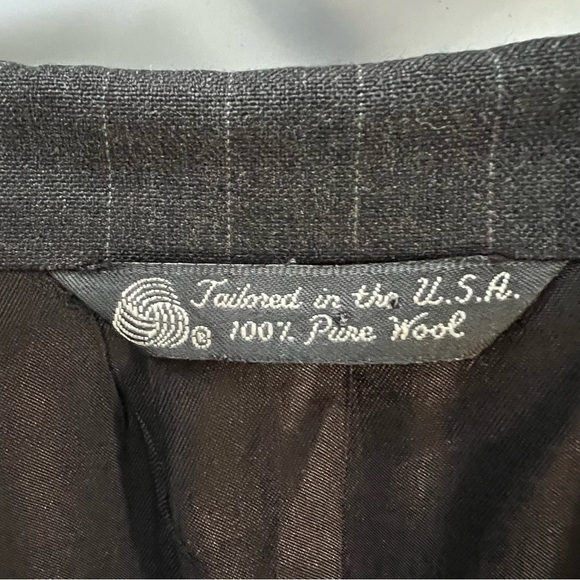 Tailored in the U.S.A.
® 100% Pure Wool